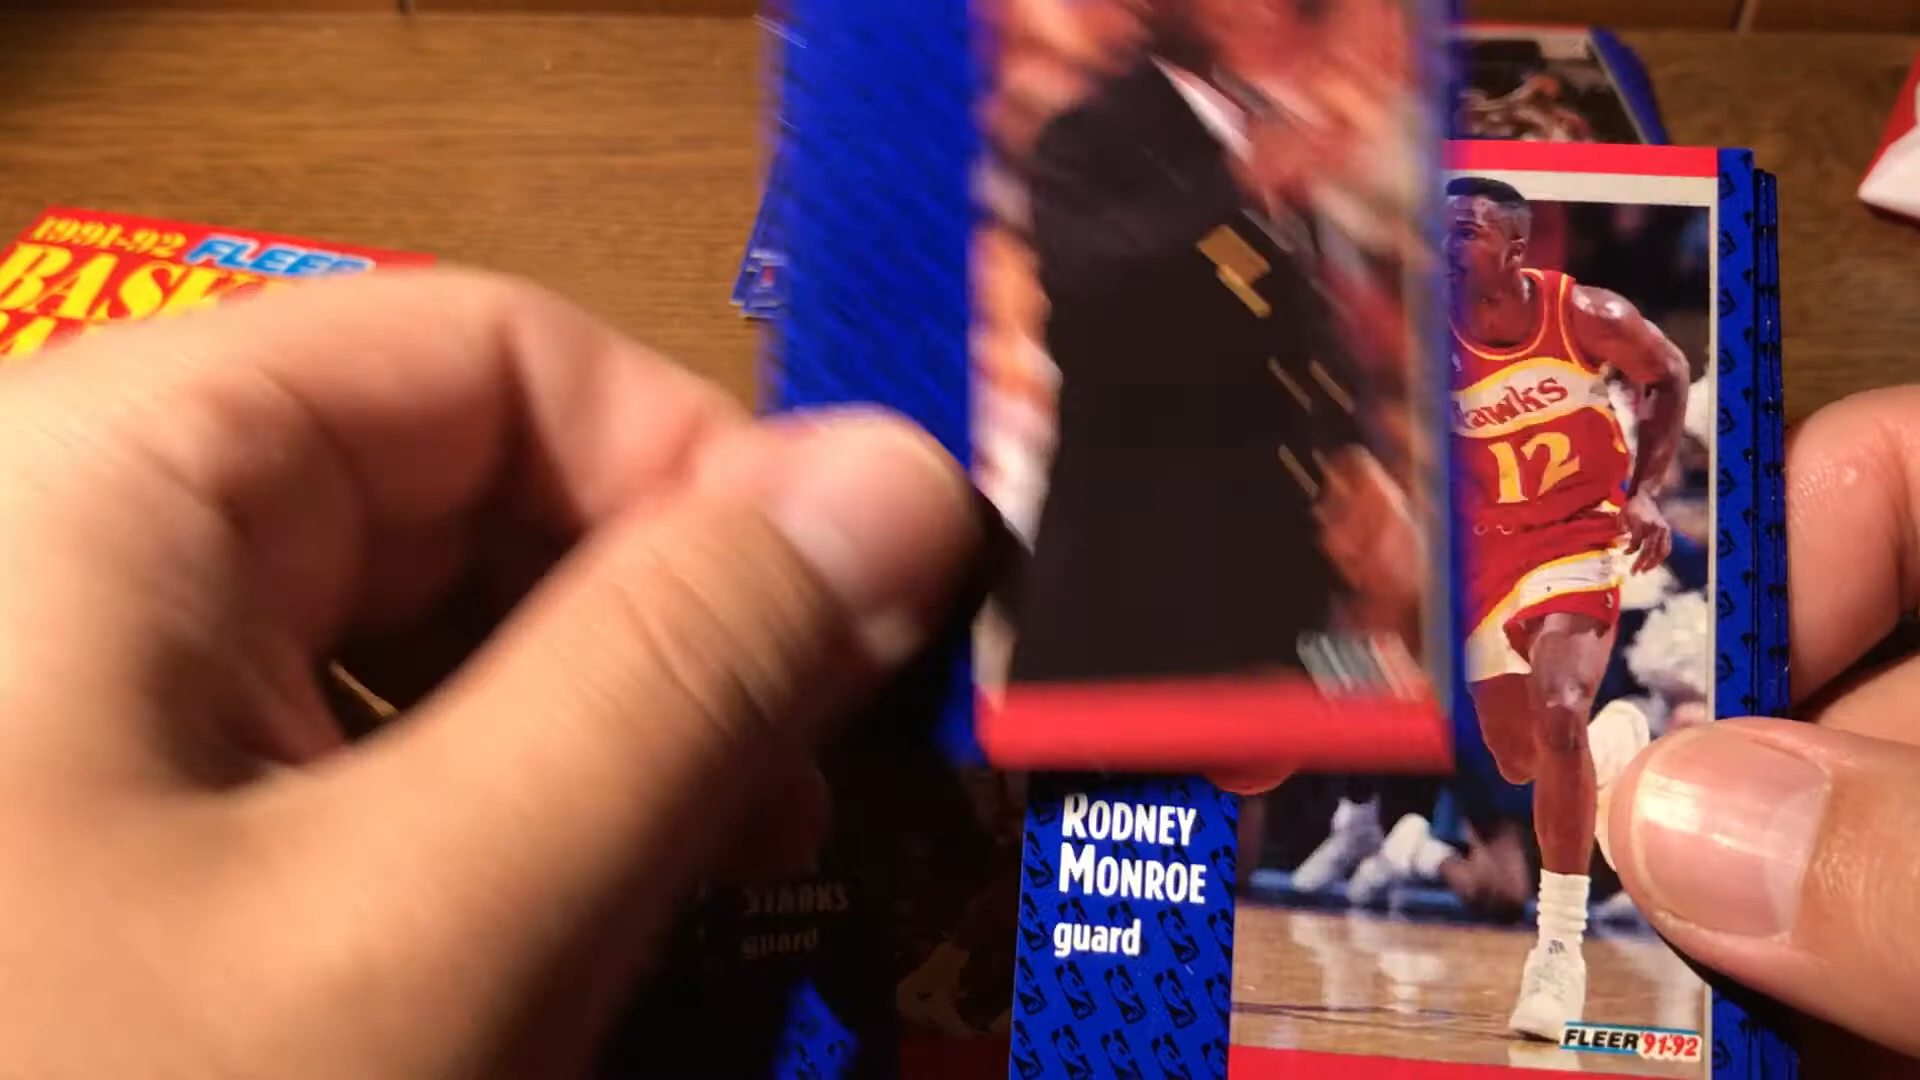 1991-92 FLEER
Hawks
12
RODNEY
MONROE
guard
STARKS
guard
FLEER '91-'92